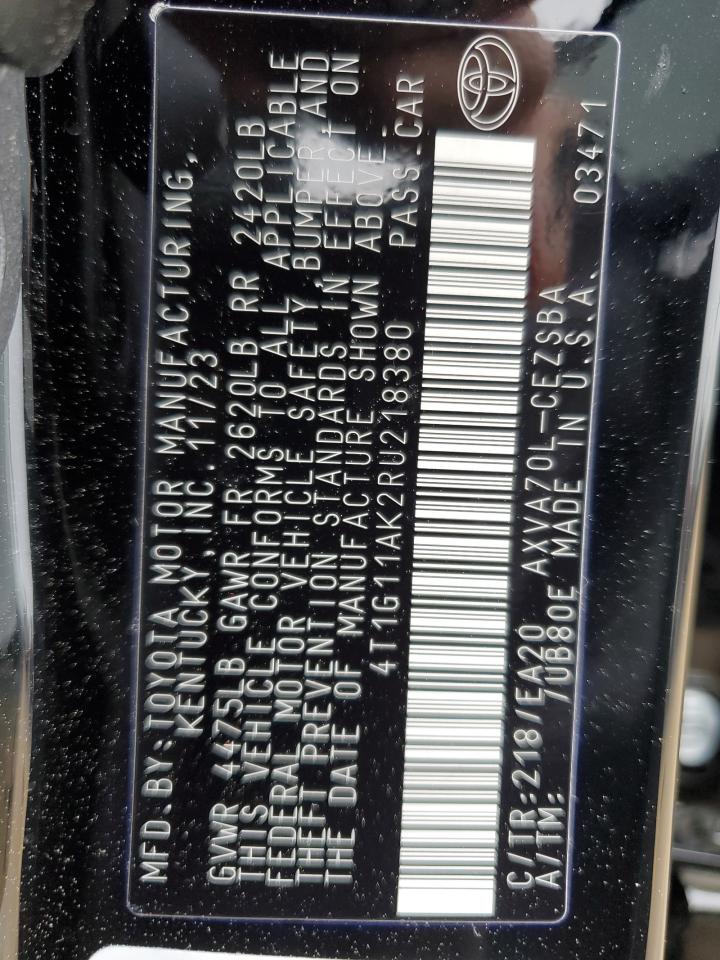 MFD.BY:TOYOTA MOTOR MANUFACTURING,
KENTUCKY,INC. 11/23
GVWR 4475LB GAWR FR 2620LB RR 2420LB
THIS VEHICLE CONFORMS TO ALL APPLICABLE
FEDERAL MOTOR VEHICLE SAFETY, BUMPER, AND
THEFT PREVENTION STANDARDS IN EFFECT ON
THE DATE OF MANUFACTURE SHOWN ABOVE.
4T1G11AK2RU218380 PASS.CAR
C/TR:218/EA20 AXVA70L-CEZSBA 03471
A/TM: /UB80E MADE IN U.S.A.